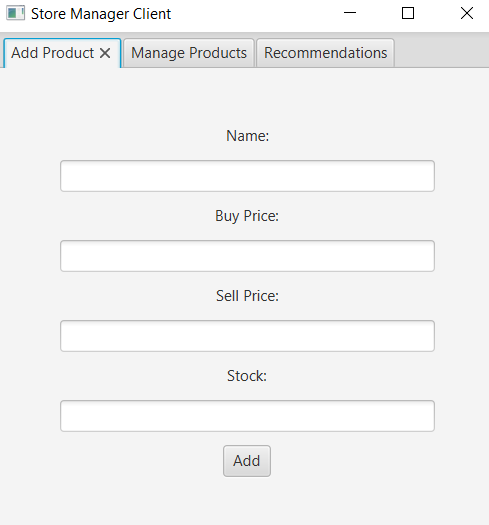 Store Manager Client
Add Product Manage Products Recommendations
Name:
Buy Price:
Sell Price:
Stock:
Add